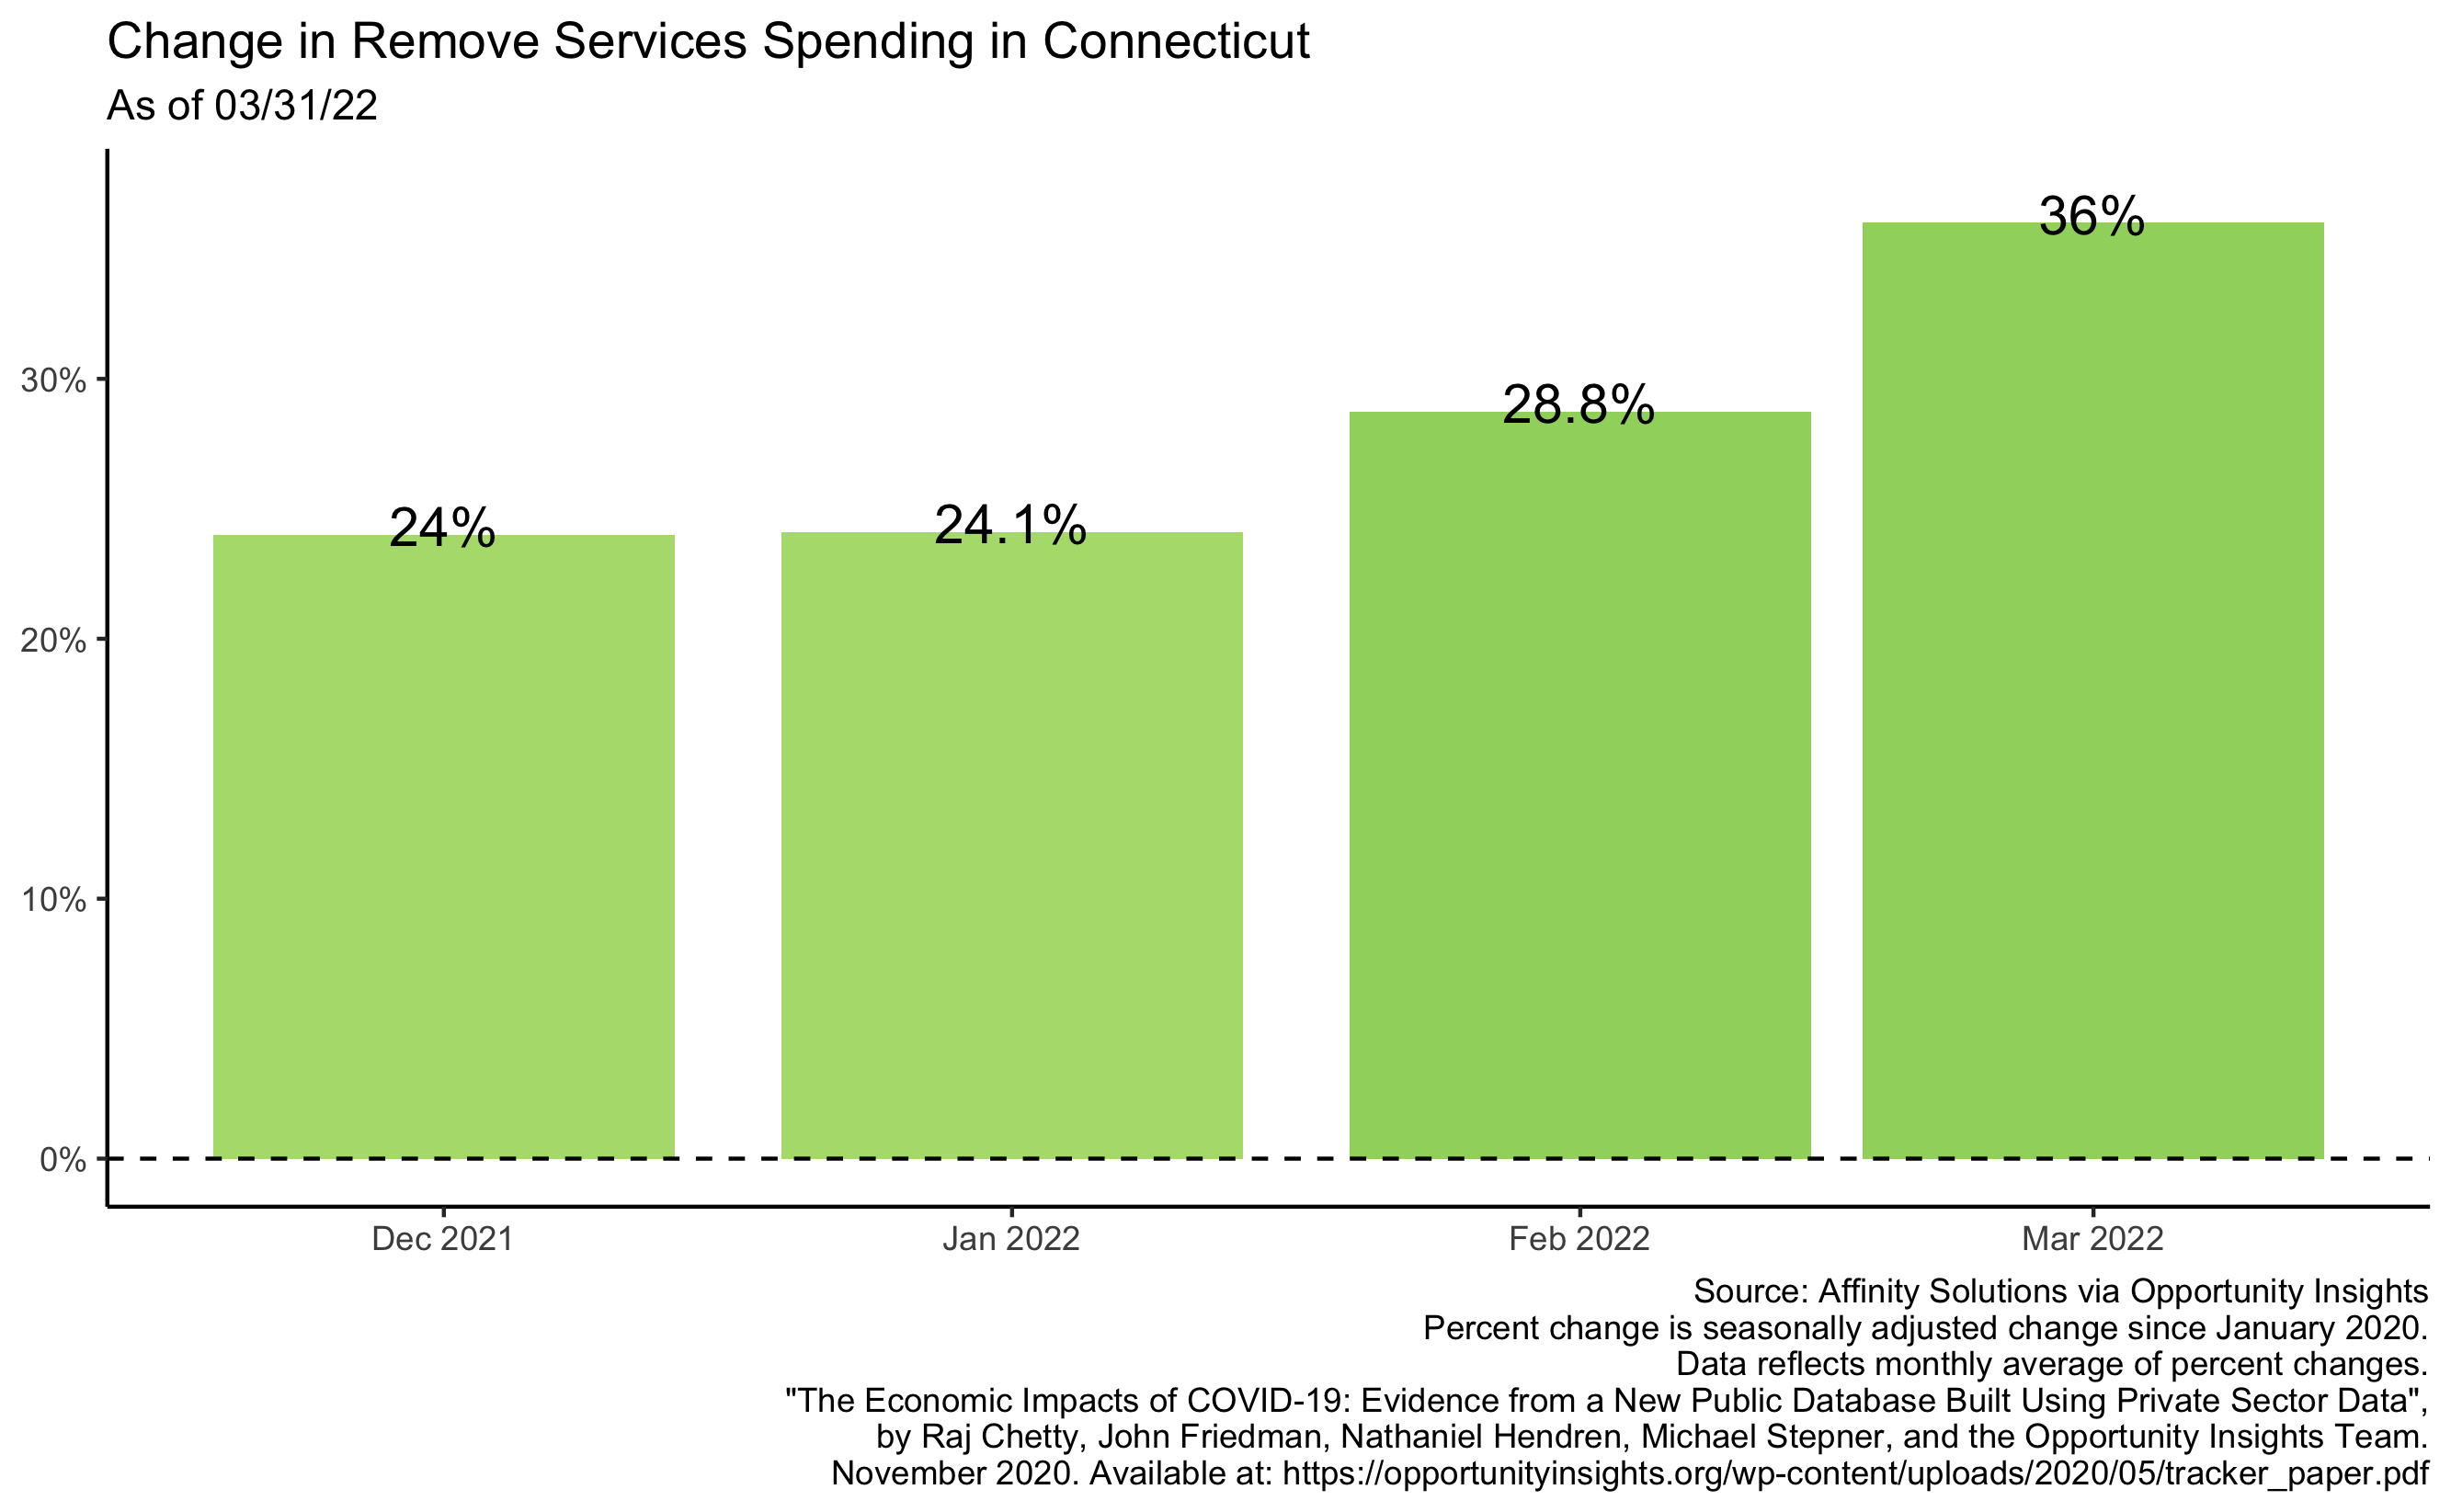 Change in Remove Services Spending in Connecticut
As of 03/31/22
36%
30%
28.8%
24%
24.1%
20%
10%
0%
Dec 2021
Jan 2022
Feb 2022
Mar 2022
Source: Affinity Solutions via Opportunity Insights
Percent change is seasonally adjusted change since January 2020.
Data reflects monthly average of percent changes.
"The Economic Impacts of COVID-19: Evidence from a New Public Database Built Using Private Sector Data",
by Raj Chetty, John Friedman, Nathaniel Hendren, Michael Stepner, and the Opportunity Insights Team.
November 2020. Available at: https://opportunityinsights.org/wp-content/uploads/2020/05/tracker_paper.pdf